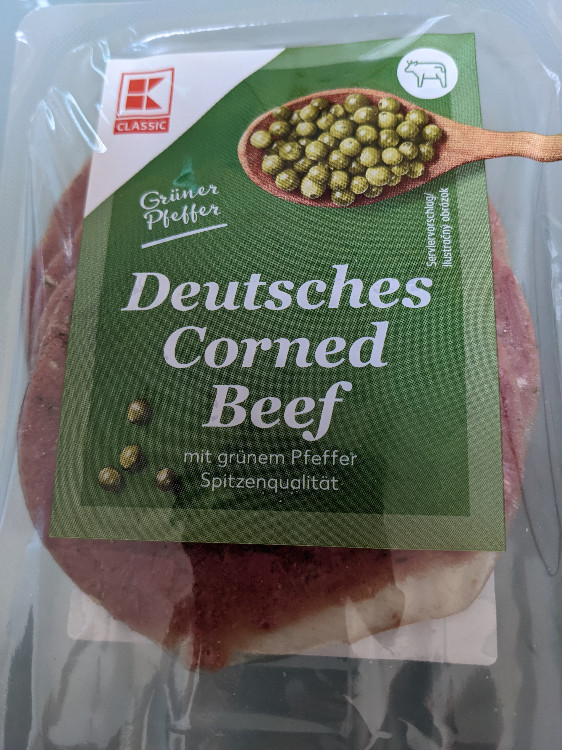 K
CLASSIC
Grüner
Pfeffer
Serviervorschlag/
ilustračný obrázok
Deutsches
Corned
Beef
mit grünem Pfeffer
Spitzenqualität